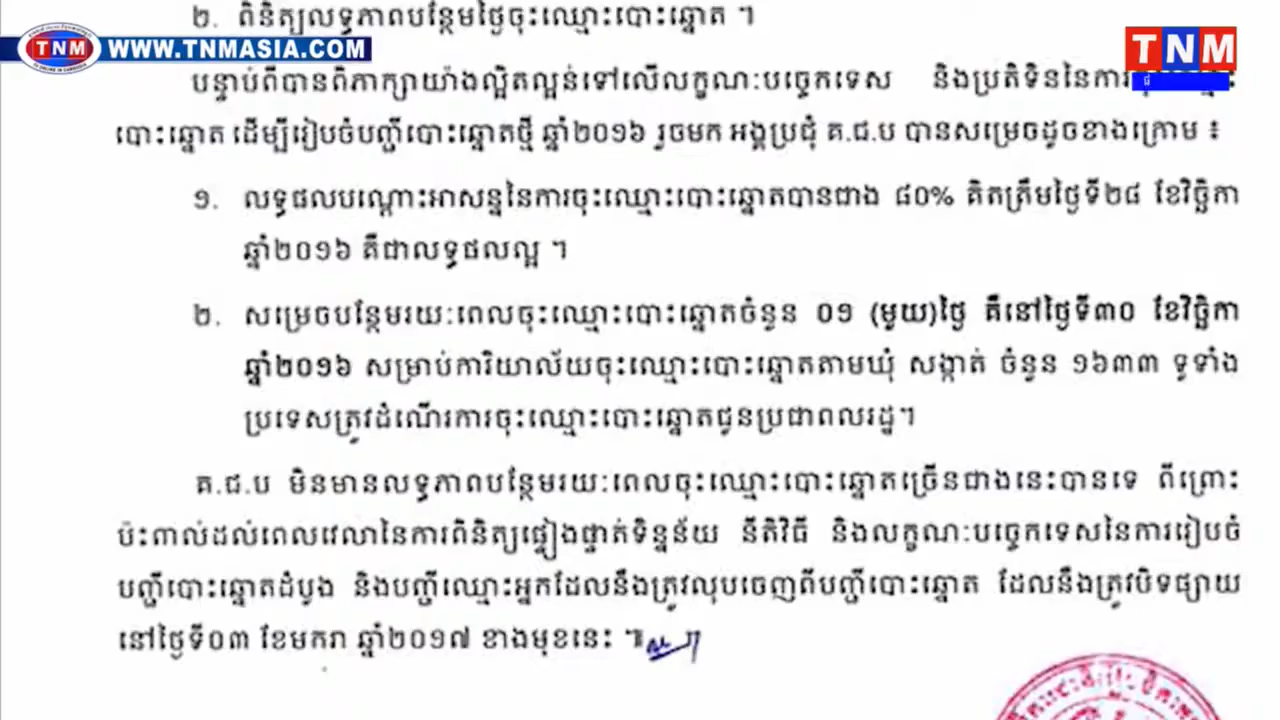 ២. ពិនិត្យលទ្ធភាពបន្ថែមថ្ងៃចុះឈ្មោះបោះឆ្នោត ។
TNM
WWW.TNMASIA.COM
TNM
បន្ទាប់ពីបានពិភាក្សាយ៉ាងល្អិតល្អន់ទៅលើលក្ខណៈបច្ចេកទេស និងប្រតិទិននៃការ
បោះឆ្នោត ដើម្បីរៀបចំបញ្ជីបោះឆ្នោតថ្មី ឆ្នាំ២០១៦ រួចមក អង្គប្រជុំ គ.ជ.ប បានសម្រេចដូចខាងក្រោម ៖
១. លទ្ធផលបណ្តោះអាសន្ននៃការចុះឈ្មោះបោះឆ្នោតបានជាង ៨០% គិតត្រឹមថ្ងៃទី២៨ ខែវិច្ឆិកា
ឆ្នាំ២០១៦ គឺជាលទ្ធផលល្អ ។
២. សម្រេចបន្ថែមរយៈពេលចុះឈ្មោះបោះឆ្នោតចំនួន ០១ (មួយ)ថ្ងៃ គឺនៅថ្ងៃទី៣០ ខែវិច្ឆិកា
ឆ្នាំ២០១៦ សម្រាប់ការិយាល័យចុះឈ្មោះបោះឆ្នោតតាមឃុំ សង្កាត់ ចំនួន ១៦៣៣ ទូទាំង
ប្រទេសត្រូវដំណើរការចុះឈ្មោះបោះឆ្នោតជូនប្រជាពលរដ្ឋ។
គ.ជ.ប មិនមានលទ្ធភាពបន្ថែមរយៈពេលចុះឈ្មោះបោះឆ្នោតច្រើនជាងនេះបានទេ ពីព្រោះ
ប៉ះពាល់ដល់ពេលវេលានៃការពិនិត្យផ្ទៀងផ្ទាត់ទិន្នន័យ នីតិវិធី និងលក្ខណៈបច្ចេកទេសនៃការរៀបចំ
បញ្ជីបោះឆ្នោតដំបូង និងបញ្ជីឈ្មោះអ្នកដែលនឹងត្រូវលុបចេញពីបញ្ជីបោះឆ្នោត ដែលនឹងត្រូវបិទផ្សាយ
នៅថ្ងៃទី០៣ ខែមករា ឆ្នាំ២០១៧ ខាងមុខនេះ ៕